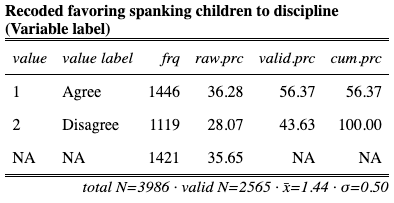 Recoded favoring spanking children to discipline
(Variable label)
value value label frq raw.prc valid.prc cum.prc
1 Agree 1446 36.28 56.37 56.37
2 Disagree 1119 28.07 43.63 100.00
NA NA 1421 35.65 NA NA
total N=3986 · valid N=2565 · x̄=1.44 · σ=0.50